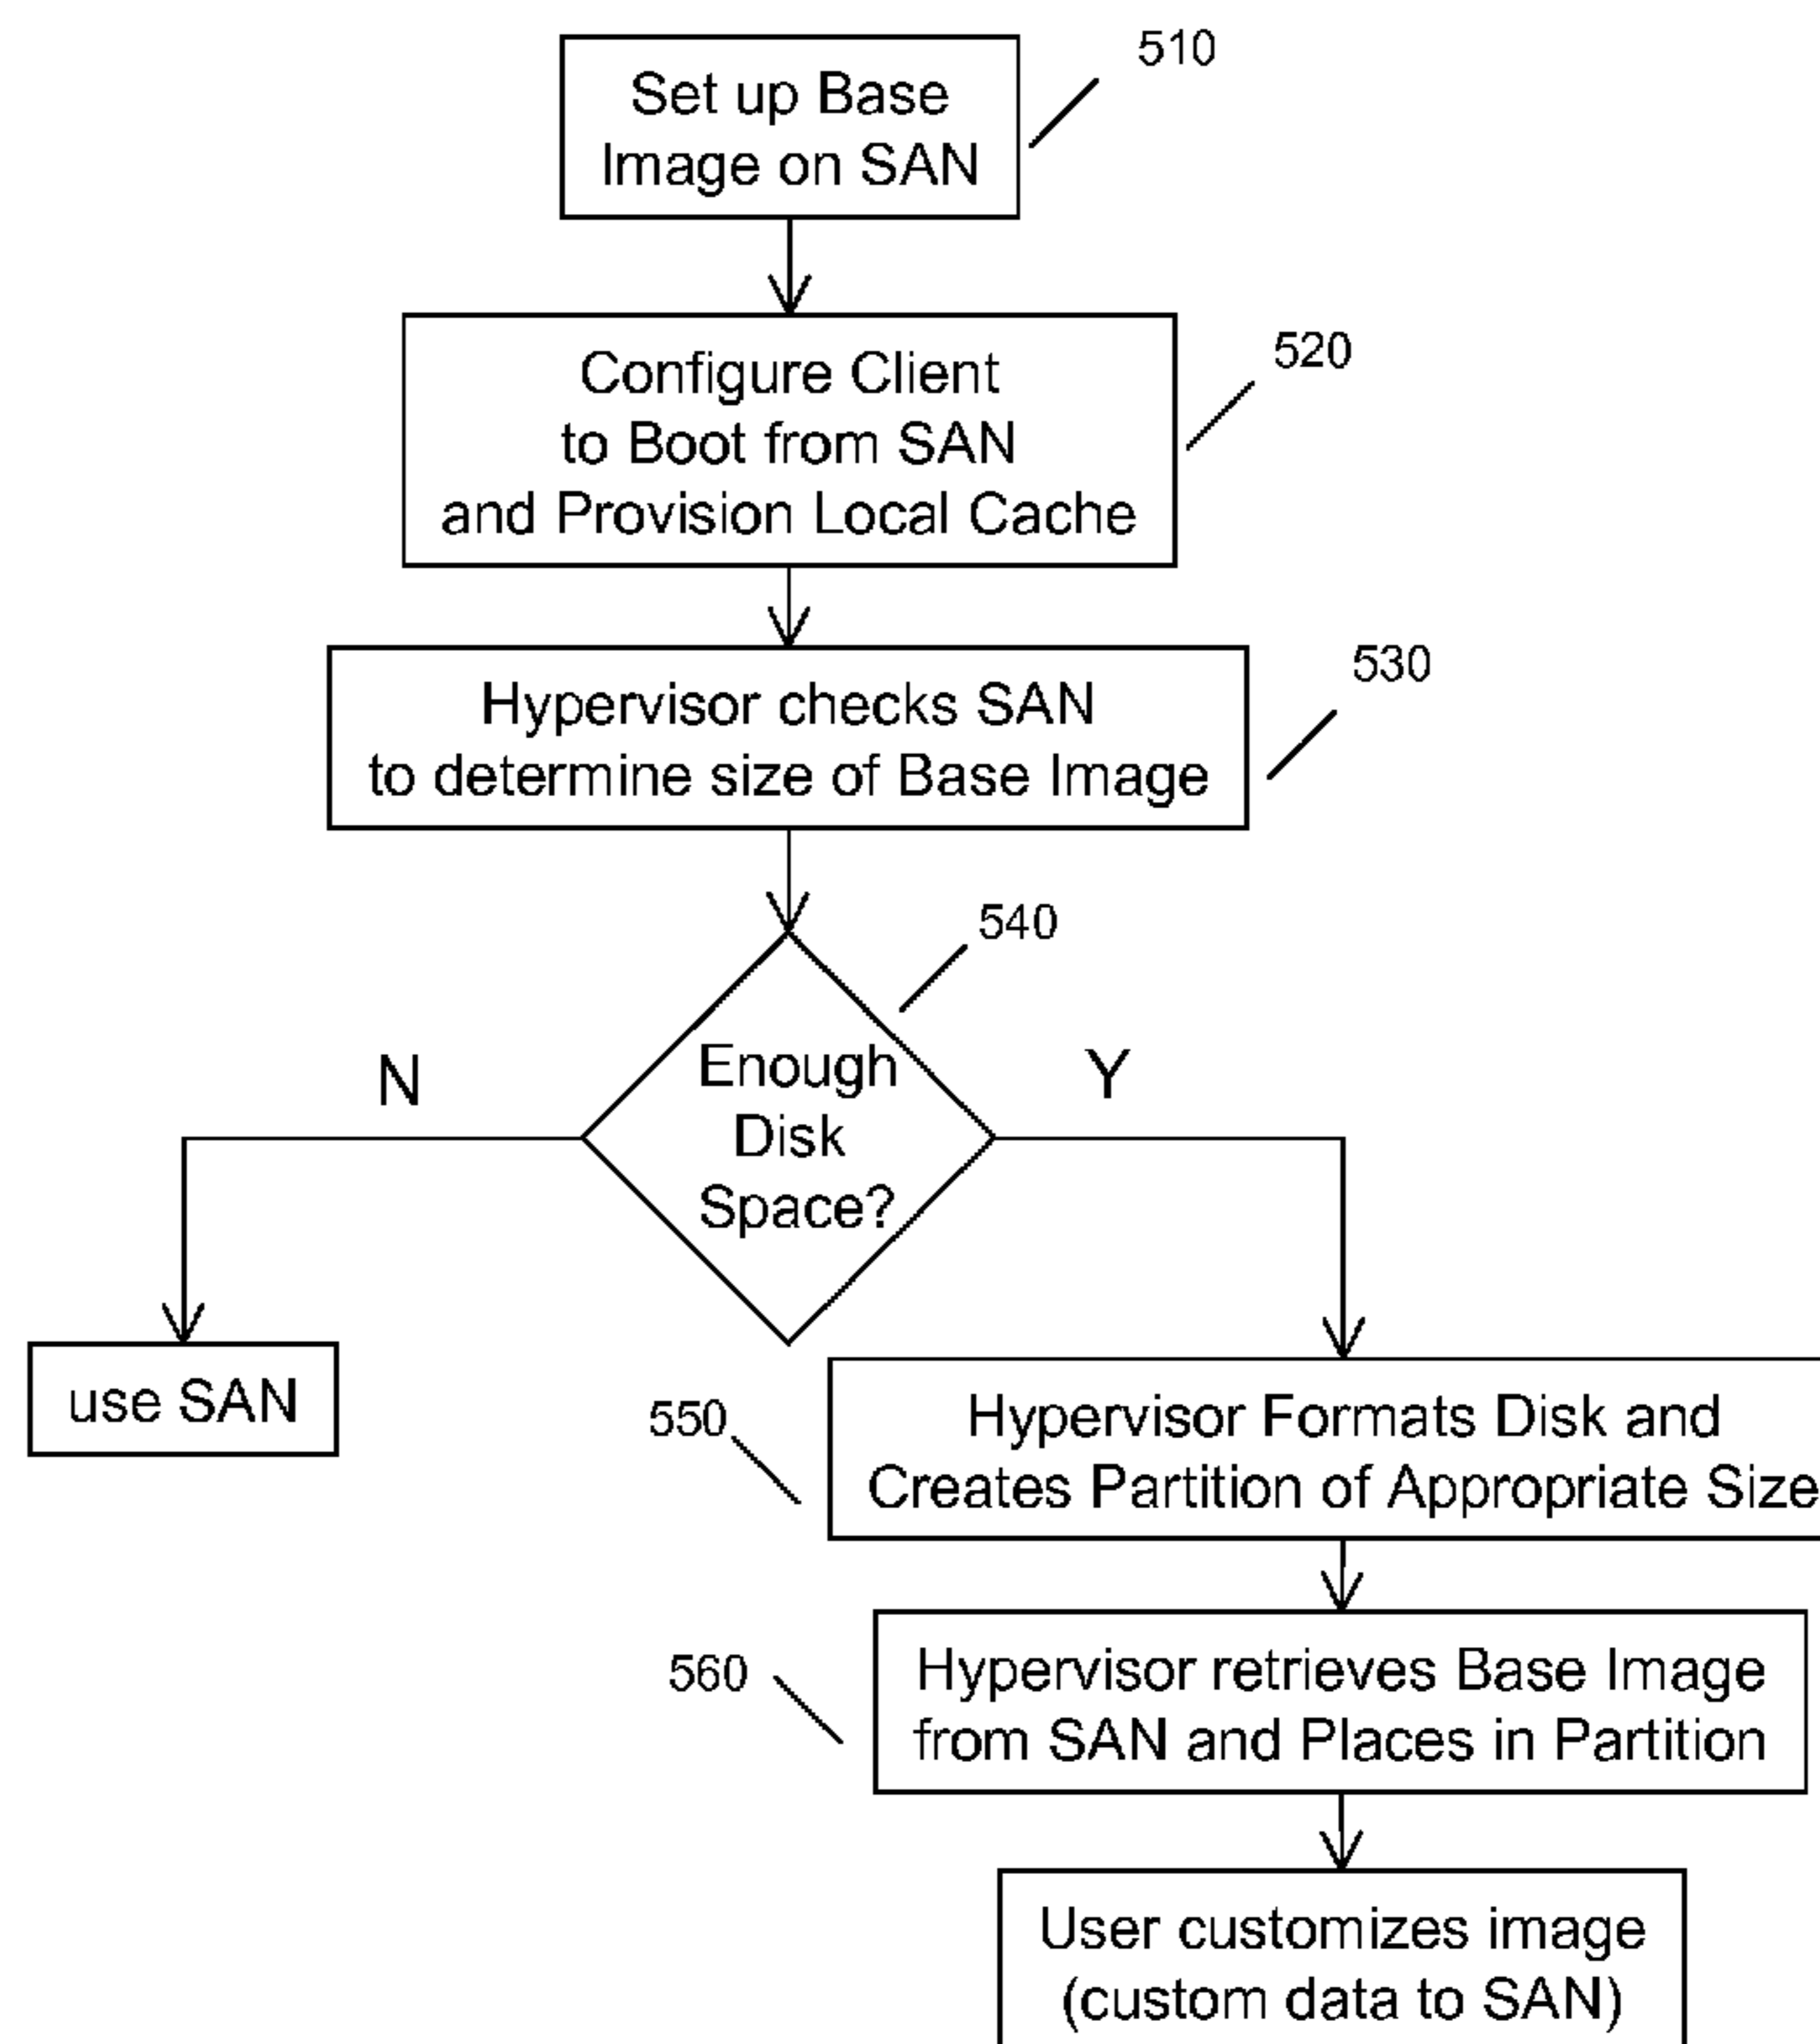 510
Set up Base
Image on SAN
520
Configure Client
to Boot from SAN
and Provision Local Cache
530
Hypervisor checks SAN
to determine size of Base Image
540
Enough
Disk
Space?
N
Y
use SAN
550
Hypervisor Formats Disk and
Creates Partition of Appropriate Size
560
Hypervisor retrieves Base Image
from SAN and Places in Partition
User customizes image
(custom data to SAN)